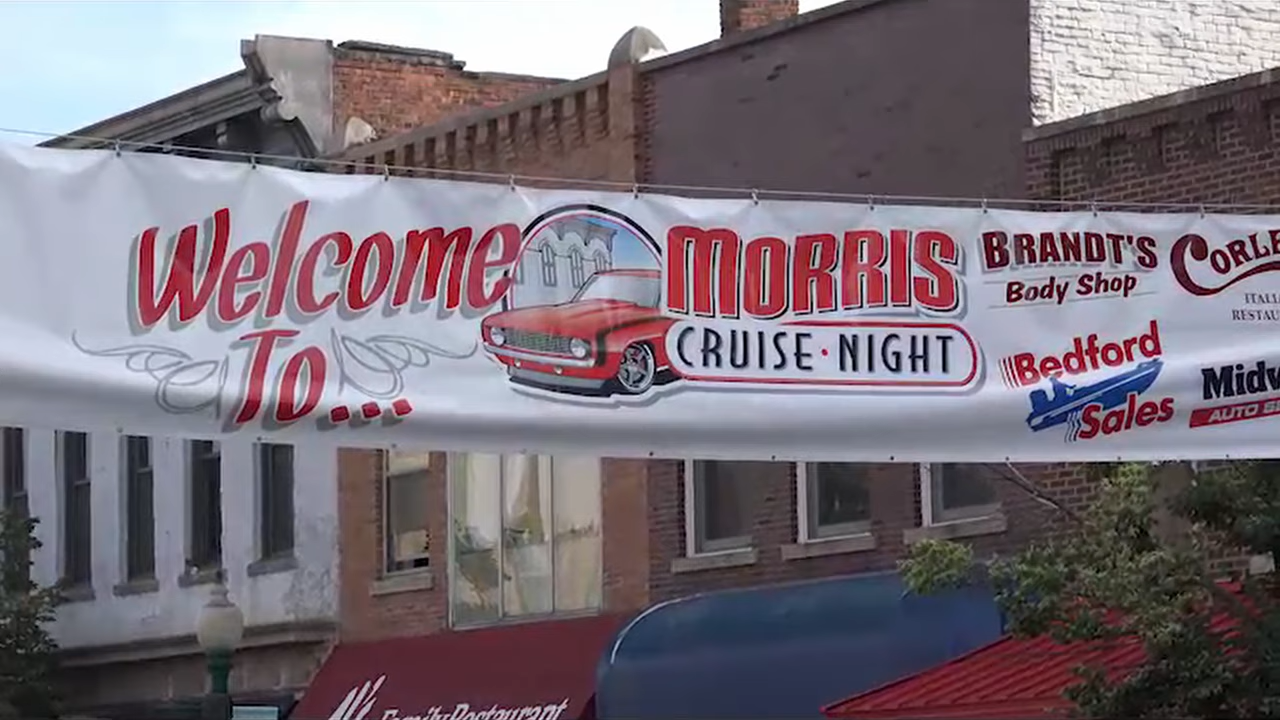 Welcome
To...
MORRIS
CRUISE·NIGHT
BRANDT'S
Body Shop
Bedford
Sales
Family Restaurant